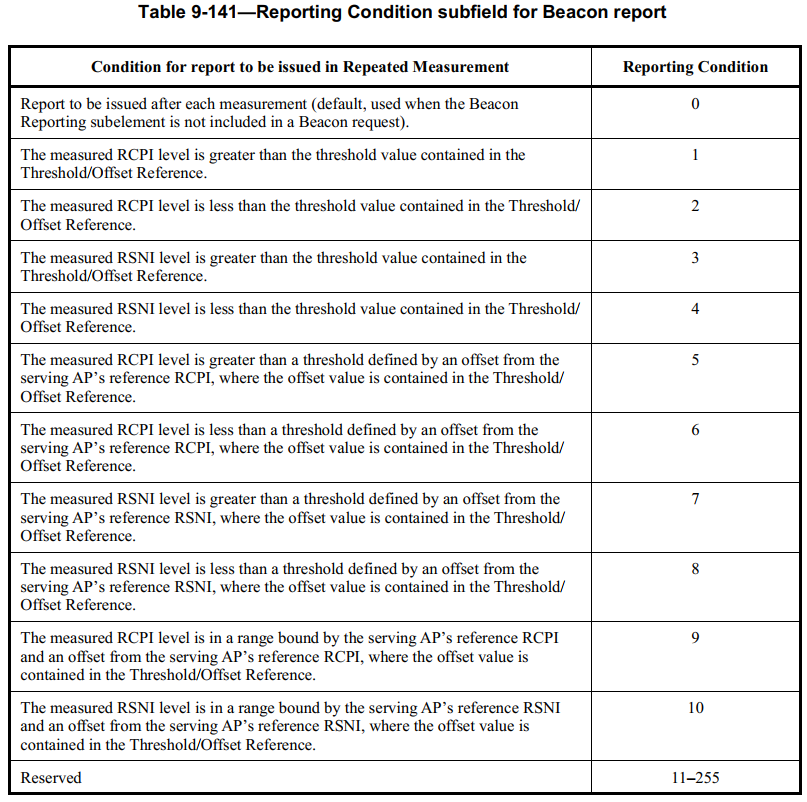 Table 9-141—Reporting Condition subfield for Beacon report
Condition for report to be issued in Repeated Measurement
Reporting Condition
Report to be issued after each measurement (default, used when the Beacon
Reporting subelement is not included in a Beacon request).
0
The measured RCPI level is greater than the threshold value contained in the
Threshold/Offset Reference.
1
The measured RCPI level is less than the threshold value contained in the Threshold/
Offset Reference.
2
The measured RSNI level is greater than the threshold value contained in the
Threshold/Offset Reference.
3
The measured RSNI level is less than the threshold value contained in the Threshold/
Offset Reference.
4
The measured RCPI level is greater than a threshold defined by an offset from the
serving AP's reference RCPI, where the offset value is contained in the Threshold/
Offset Reference.
5
The measured RCPI level is less than a threshold defined by an offset from the
serving AP's reference RCPI, where the offset value is contained in the Threshold/
Offset Reference.
6
The measured RSNI level is greater than a threshold defined by an offset from the
serving AP's reference RSNI, where the offset value is contained in the Threshold/
Offset Reference.
7
The measured RSNI level is less than a threshold defined by an offset from the
serving AP's reference RSNI, where the offset value is contained in the Threshold/
Offset Reference.
8
The measured RCPI level is in a range bound by the serving AP's reference RCPI
and an offset from the serving AP's reference RCPI, where the offset value is
contained in the Threshold/Offset Reference.
9
The measured RSNI level is in a range bound by the serving AP's reference RSNI
and an offset from the serving AP's reference RSNI, where the offset value is
contained in the Threshold/Offset Reference.
10
Reserved
11–255